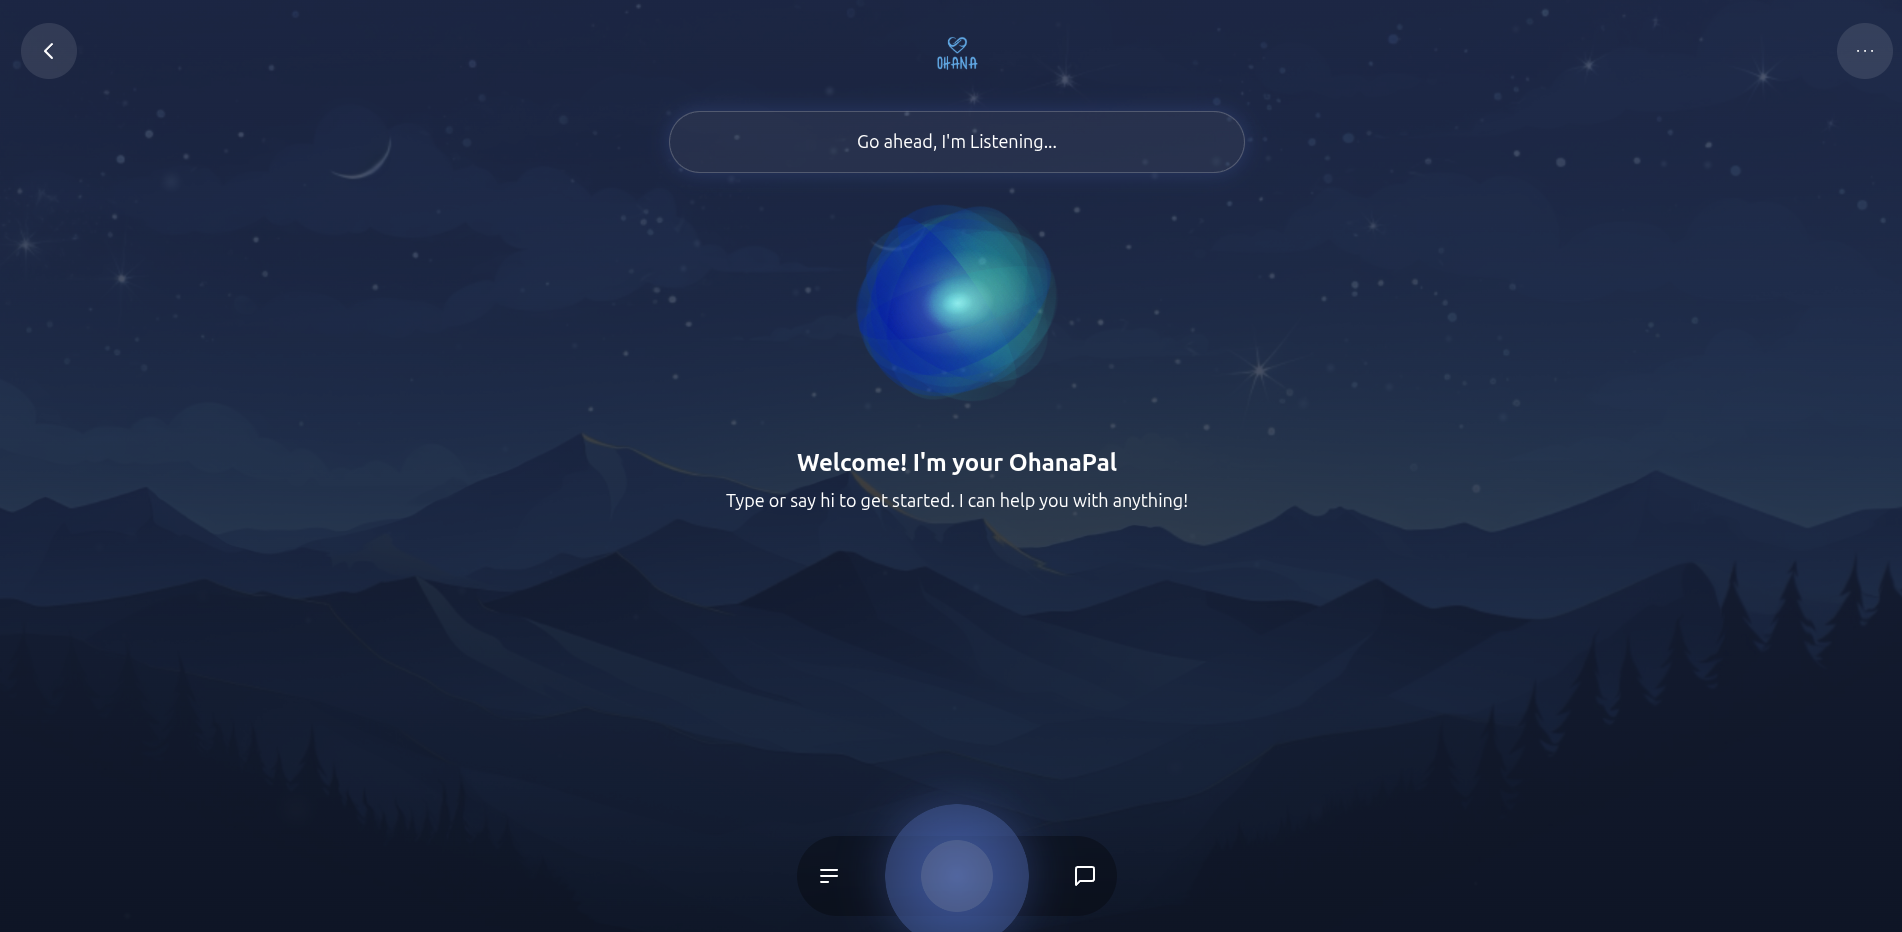 OHANA
Go ahead, I'm Listening...
Welcome! I'm your OhanaPal
Type or say hi to get started. I can help you with anything!